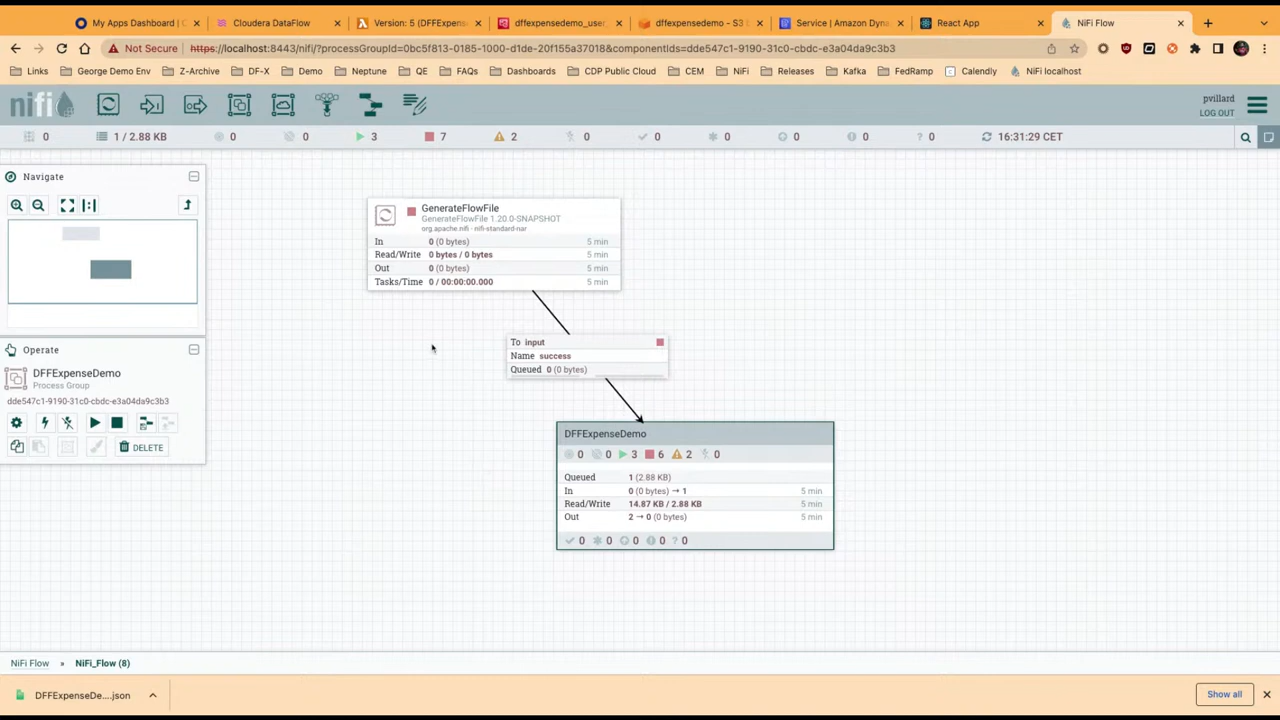 My Apps Dashboard | C
Cloudera DataFlow
Version: 5 (DFFExpens
dffexpensedemo_user
dffexpensedemo - S3 b
Service | Amazon Dyna
React App
NiFi Flow
Not Secure
https://localhost:8443/nifi/?processGroupId=0bc5f813-0185-1000-d1de-20f155a37018&componentIds=dde547c1-9190-31c0-cbdc-e3a04da9c3b3
Links
George Demo Env
Z-Archive
DF-X
Demo
Neptune
QE
FAQs
Dashboards
CDP Public Cloud
CEM
NiFi
Releases
Kafka
FedRamp
Calendly
NiFi localhost
nifi
pvillard
LOG OUT
0 1 / 2.88 KB 0 0 3 7 2 0 0 0 0 0 0 16:31:29 CET
Navigate
Operate
DFFExpenseDemo
Process Group
dde547c1-9190-31c0-cbdc-e3a04da9c3b3
DELETE
GenerateFlowFile
GenerateFlowFile 1.20.0-SNAPSHOT
org.apache.nifi - nifi-standard-nar
In 0 (0 bytes) 5 min
Read/Write 0 bytes / 0 bytes 5 min
Out 0 (0 bytes) 5 min
Tasks/Time 0 / 00:00:00.000 5 min
To input
Name success
Queued 0 (0 bytes)
DFFExpenseDemo
0 0 3 6 2 0
Queued 1 (2.88 KB)
In 0 (0 bytes) → 1 5 min
Read/Write 14.87 KB / 2.88 KB 5 min
Out 2 → 0 (0 bytes) 5 min
0 0 0 0 ? 0
NiFi Flow » NiFi_Flow (8)
DFFExpenseDe....json
Show all